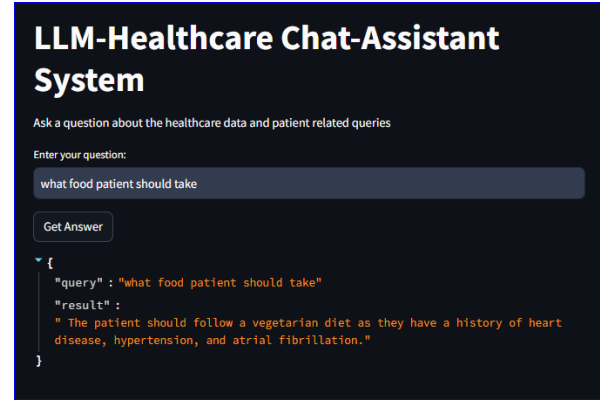 LLM-Healthcare Chat-Assistant
System
Ask a question about the healthcare data and patient related queries
Enter your question:
what food patient should take
Get Answer
{
"query" : "what food patient should take"
"result" :
" The patient should follow a vegetarian diet as they have a history of heart
disease, hypertension, and atrial fibrillation."
}